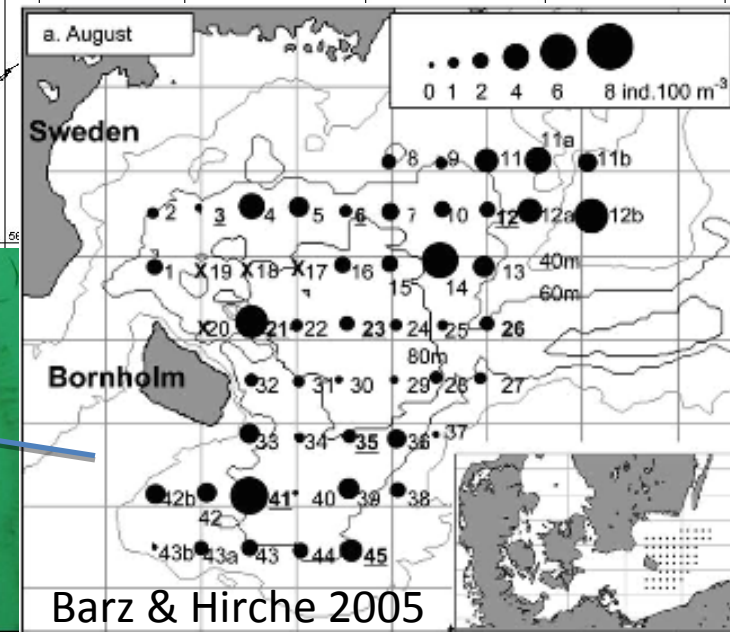 a. August
0 1 2 4 6 8 ind.100 m-3
Sweden
11a
8 9 11 11b
2 3 4 5 6 7 10 12 12a 12b
1 x19 x18 x17 16 15 14 13 40m
60m
x20 21 22 23 24 25 26
80m
Bornholm
32 31 30 29 28 27
33 34 35 36 37
42b 42 41 40 39 38
43b 43a 43 44 45
Barz & Hirche 2005